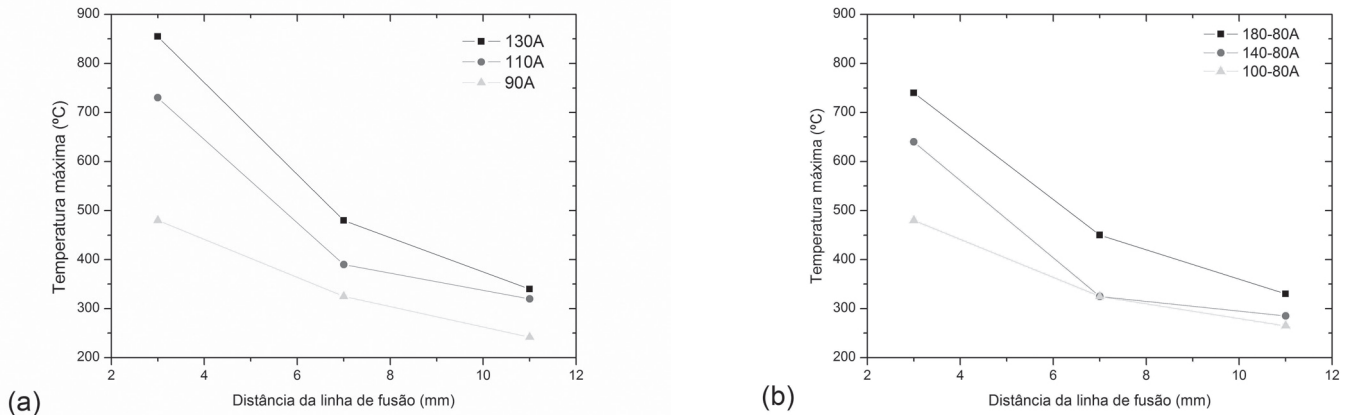 900
800
700
600
500
400
300
200
Temperatura máxima (ºC)
130A
110A
90A
2 4 6 8 10 12
Distância da linha de fusão (mm)
(a)
900
800
700
600
500
400
300
200
Temperatura máxima (ºC)
180-80A
140-80A
100-80A
2 4 6 8 10 12
Distância da linha de fusão (mm)
(b)